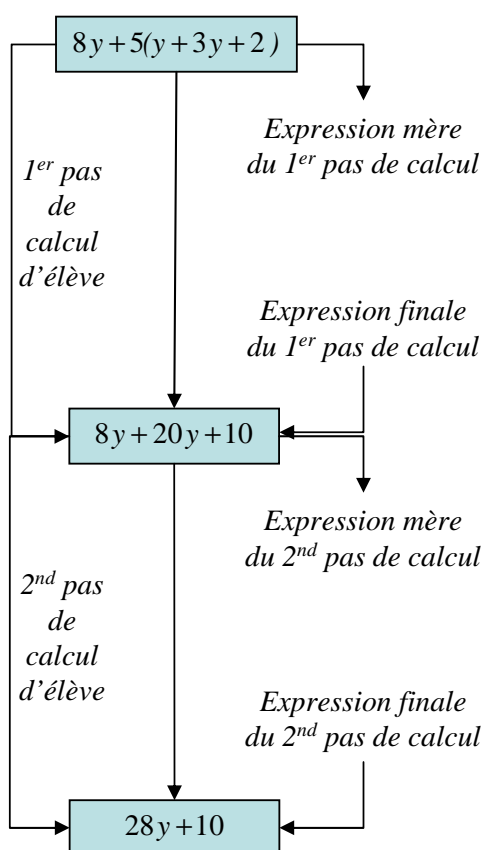 8y+5(y+3y+2)
Expression mère
du 1er pas de calcul
1er pas
de
calcul
d'élève
Expression finale
du 1er pas de calcul
8y+20y+10
Expression mère
du 2nd pas de calcul
2nd pas
de
calcul
d'élève
Expression finale
du 2nd pas de calcul
28y+10